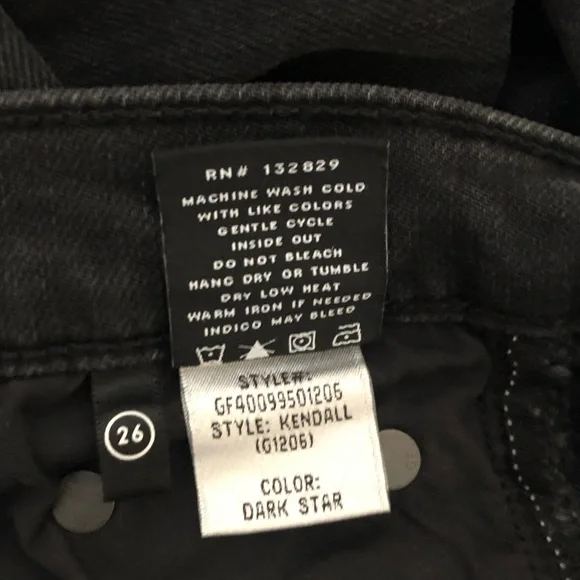 RN# 132829
MACHINE WASH COLD
WITH LIKE COLORS
GENTLE CYCLE
INSIDE OUT
DO NOT BLEACH
HANG DRY OR TUMBLE
DRY LOW HEAT
WARM IRON IF NEEDED
INDIGO MAY BLEED
STYLE#:
GF40099501206
STYLE: KENDALL
(G1206)
COLOR:
DARK STAR
26